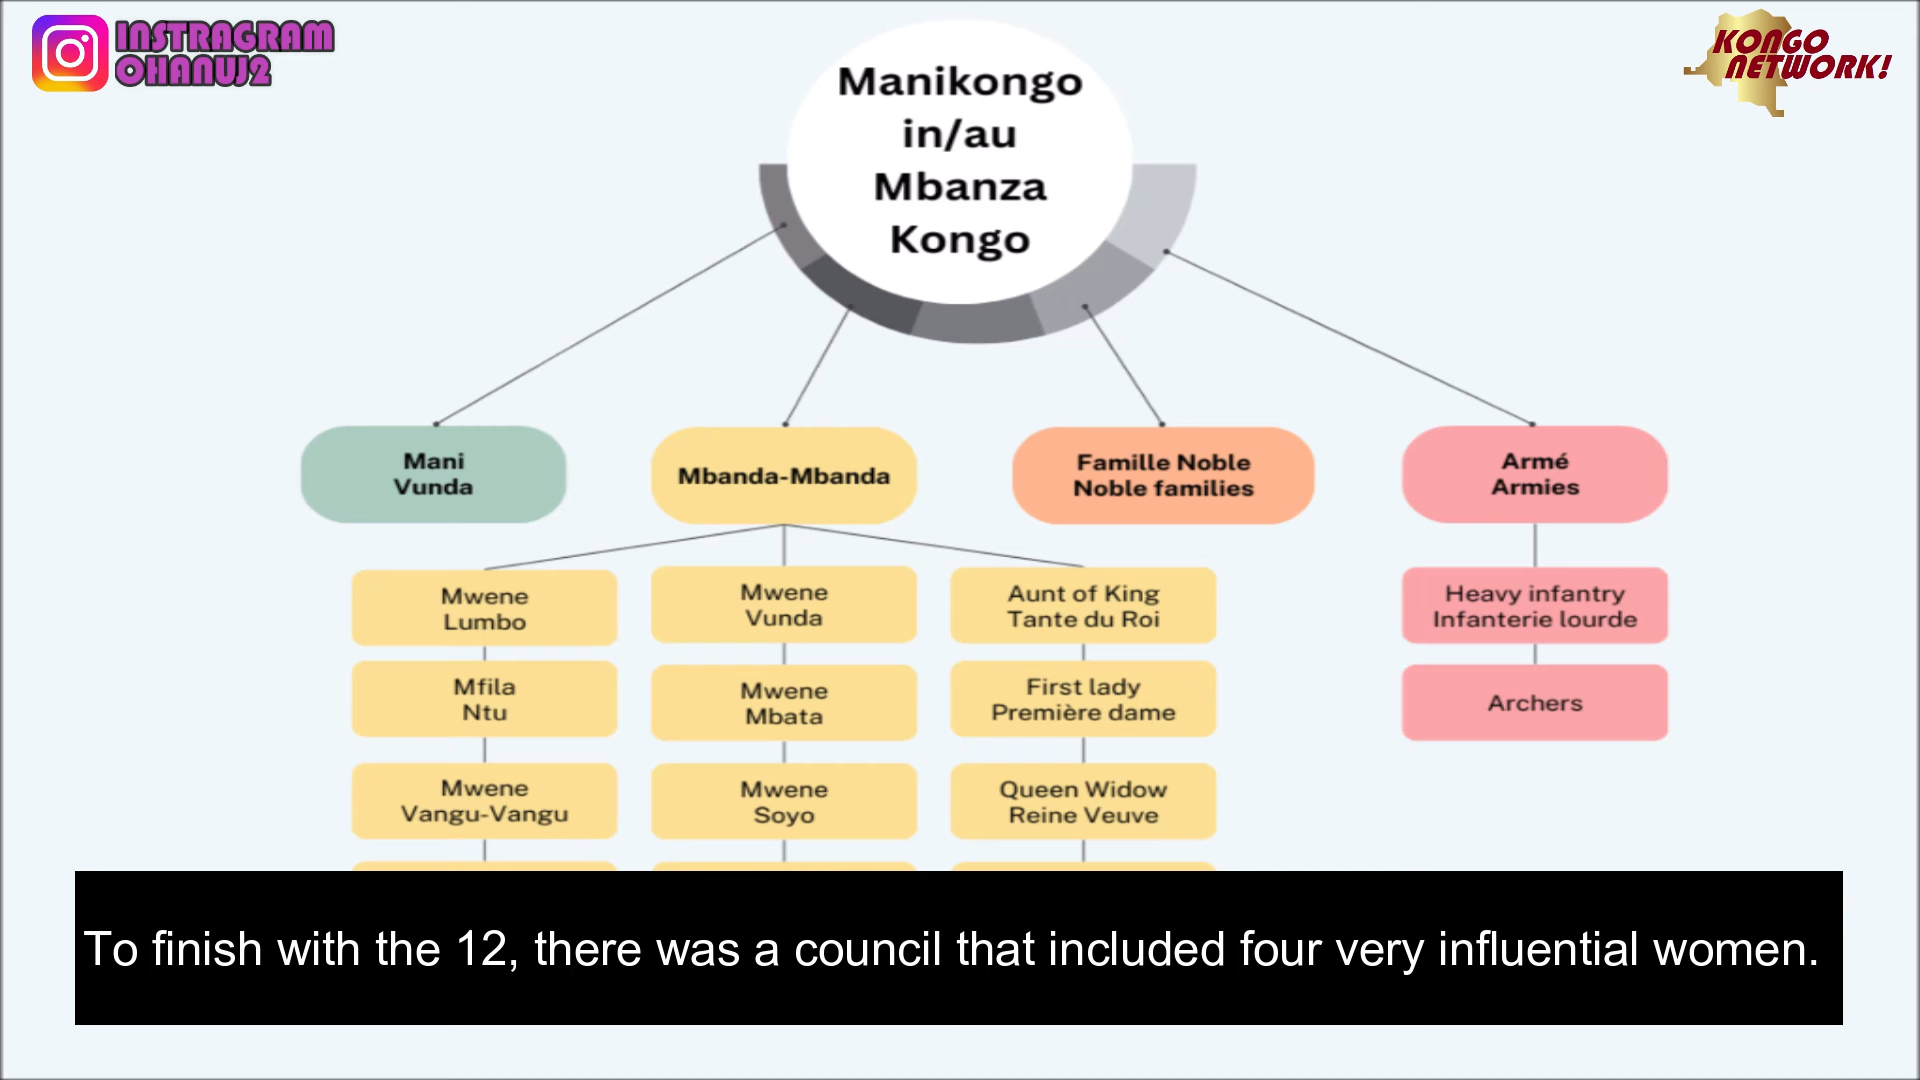 INSTRAGRAM
OHANUJ2
KONGO
NETWORK!
Manikongo
in/au
Mbanza
Kongo
Mani
Vunda
Mbanda-Mbanda
Famille Noble
Noble families
Armé
Armies
Mwene
Lumbo
Mwene
Vunda
Aunt of King
Tante du Roi
Heavy infantry
Infanterie lourde
Mfila
Ntu
Mwene
Mbata
First lady
Première dame
Archers
Mwene
Vangu-Vangu
Mwene
Soyo
Queen Widow
Reine Veuve
To finish with the 12, there was a council that included four very influential women.